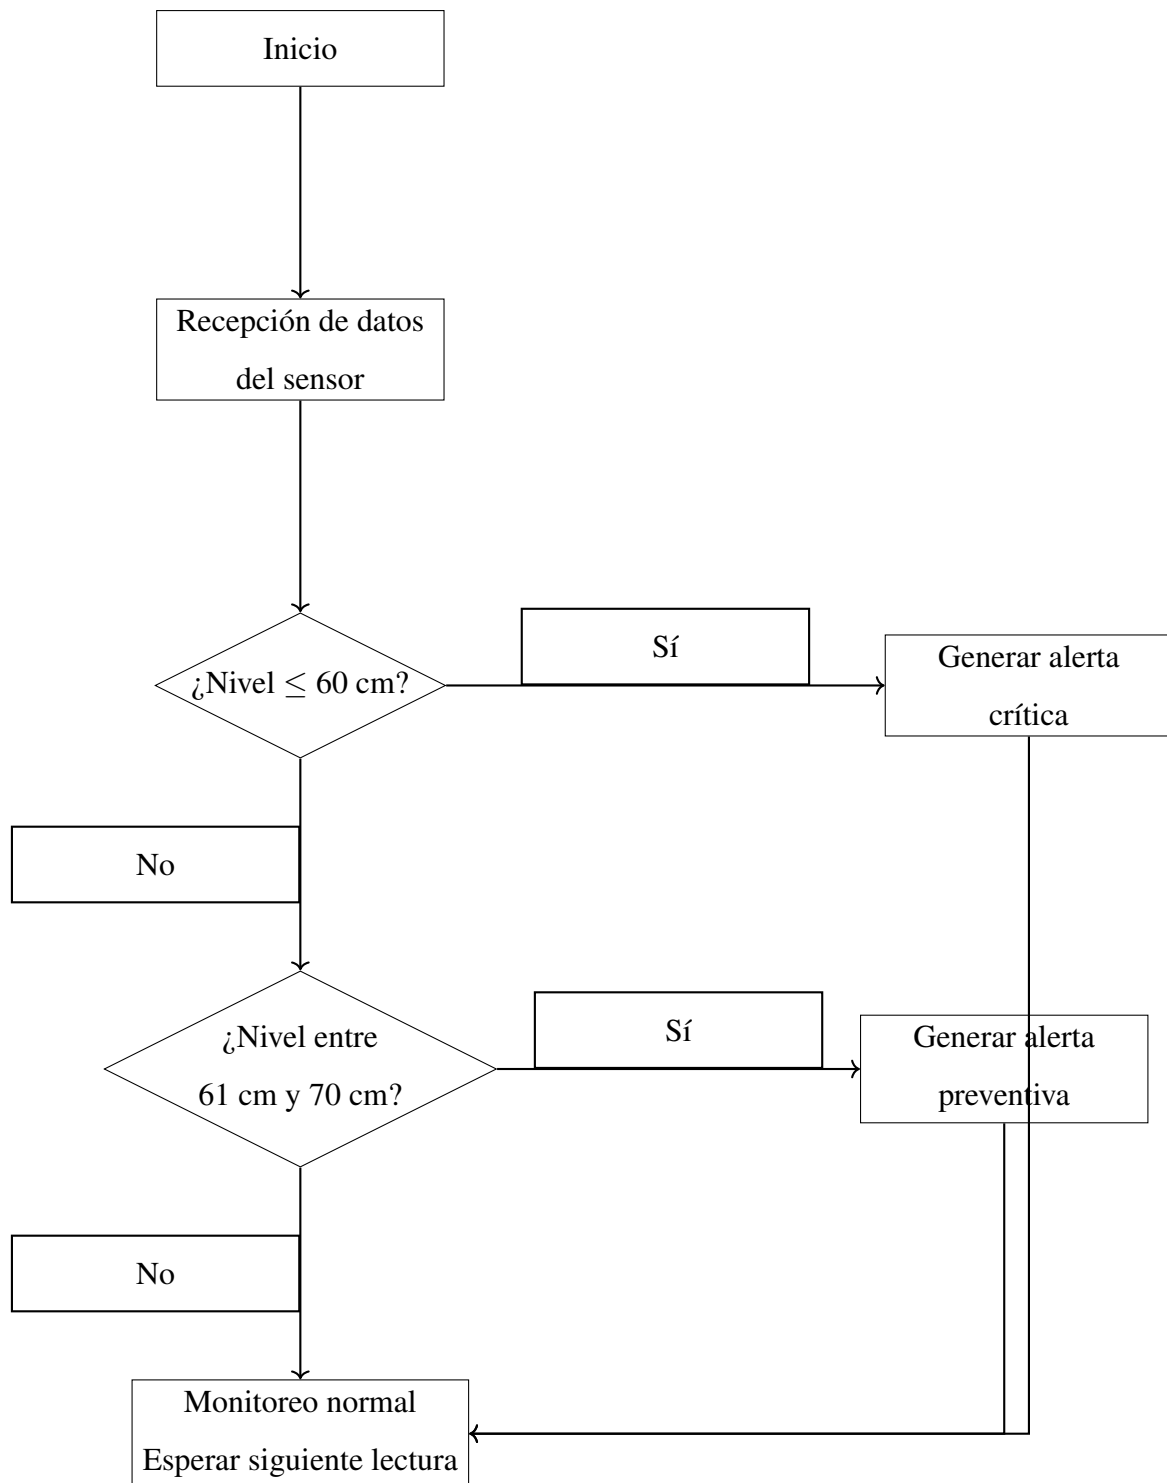 Inicio
Recepción de datos
del sensor
¿Nivel ≤ 60 cm?
Sí
Generar alerta
crítica
No
¿Nivel entre
61 cm y 70 cm?
Sí
Generar alerta
preventiva
No
Monitoreo normal
Esperar siguiente lectura